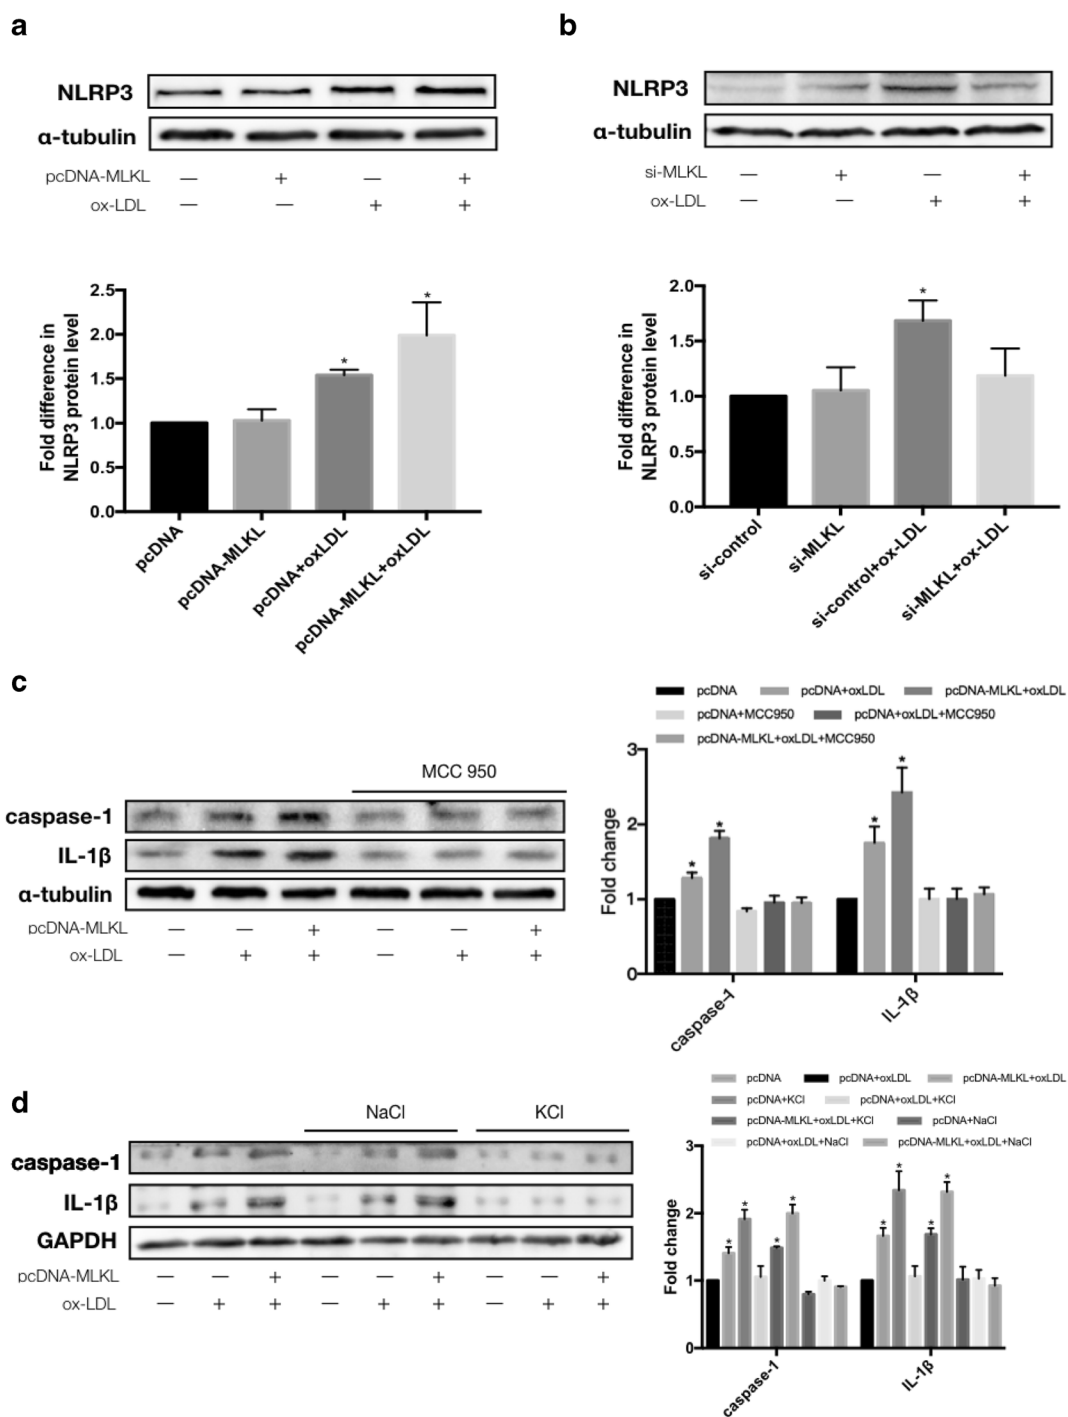 a
NLRP3
α-tubulin
pcDNA-MLKL — + — +
ox-LDL — — + +
Fold difference in
NLRP3 protein level
2.5
2.0
1.5
1.0
0.5
0.0
pcDNA
pcDNA-MLKL
pcDNA+oxLDL
pcDNA-MLKL+oxLDL
*
*
b
NLRP3
α-tubulin
si-MLKL — + — +
ox-LDL — — + +
Fold difference in
NLRP3 protein level
2.0
1.5
1.0
0.5
0.0
si-control
si-MLKL
si-control+ox-LDL
si-MLKL+ox-LDL
*
c
MCC 950
caspase-1
IL-1β
α-tubulin
pcDNA-MLKL — — + — — +
ox-LDL — + + — + +
pcDNA pcDNA+oxLDL pcDNA-MLKL+oxLDL
pcDNA+MCC950 pcDNA+oxLDL+MCC950
pcDNA-MLKL+oxLDL+MCC950
Fold change
3
2
1
0
* * * *
caspase-1
IL-1β
d
NaCl KCl
caspase-1
IL-1β
GAPDH
pcDNA-MLKL — — + — — + — — +
ox-LDL — + + — + + — + +
pcDNA pcDNA+oxLDL pcDNA-MLKL+oxLDL
pcDNA+KCl pcDNA+oxLDL+KCl
pcDNA-MLKL+oxLDL+KCl pcDNA+NaCl
pcDNA+oxLDL+NaCl pcDNA-MLKL+oxLDL+NaCl
Fold change
3
2
1
0
* * * * * * * *
caspase-1
IL-1β